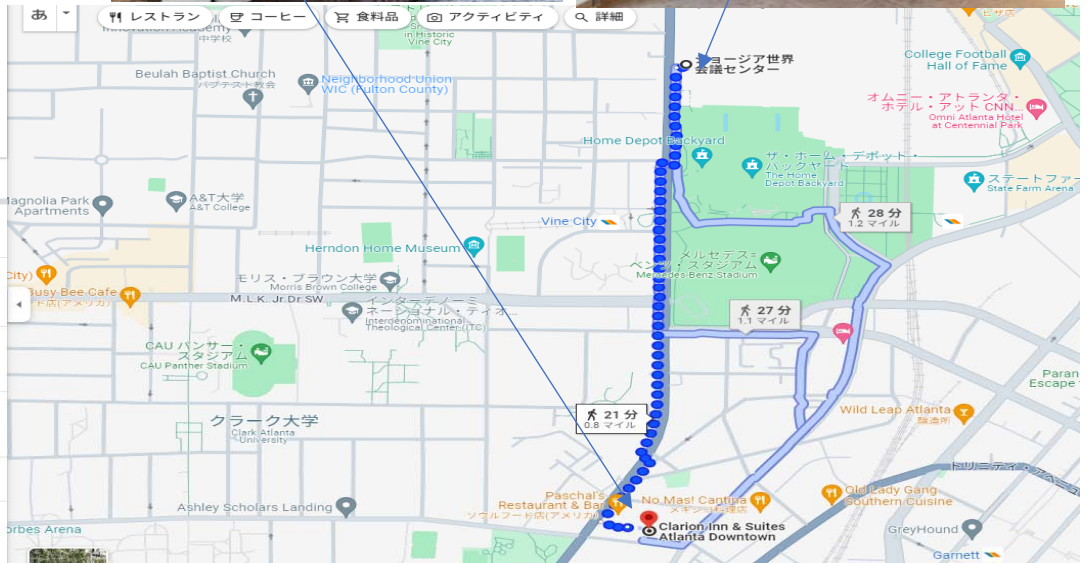 あ
レストラン
コーヒー
食料品
アクティビティ
詳細
中学校
in Historic
Vine City
ピザ店
College Football
Hall of Fame
ジョージア世界
会議センター
Beulah Baptist Church
バプテスト教会
Neighborhood Union
WIC (Fulton County)
オムニー・アトランタ・
ホテル・アット CNN...
Omni Atlanta Hotel
at Centennial Park
Home Depot Backyard
ザ・ホーム・デポット・
バックヤード
The Home
Depot Backyard
ステートファー
State Farm Arena
A&T大学
A&T College
Magnolia Park
Apartments
Vine City
28 分
1.2 マイル
Herndon Home Museum
メルセデス=
ベンツ・スタジアム
Mercedes-Benz Stadium
City)
モリス・ブラウン大学
Morris Brown College
Busy Bee Cafe
ド店(アメリカ)
M.L.K. Jr Dr SW
インターデノーミ
ネーショナル・ティオ...
Interdenominational
Theological Center (ITC)
27 分
1.1 マイル
CAU パンサー・
スタジアム
CAU Panther Stadium
Paran
Escape
クラーク大学
Clark Atlanta
University
21 分
0.8 マイル
Wild Leap Atlanta
醸造所
トリニティ・
Paschal's
Restaurant & Bar
ソウルフード店(アメリカ)
No Mas! Cantina
メキシコ料理店
Old Lady Gang
Southern Cuisine
Ashley Scholars Landing
Clarion Inn & Suites
Atlanta Downtown
GreyHound
orbes Arena
Garnett